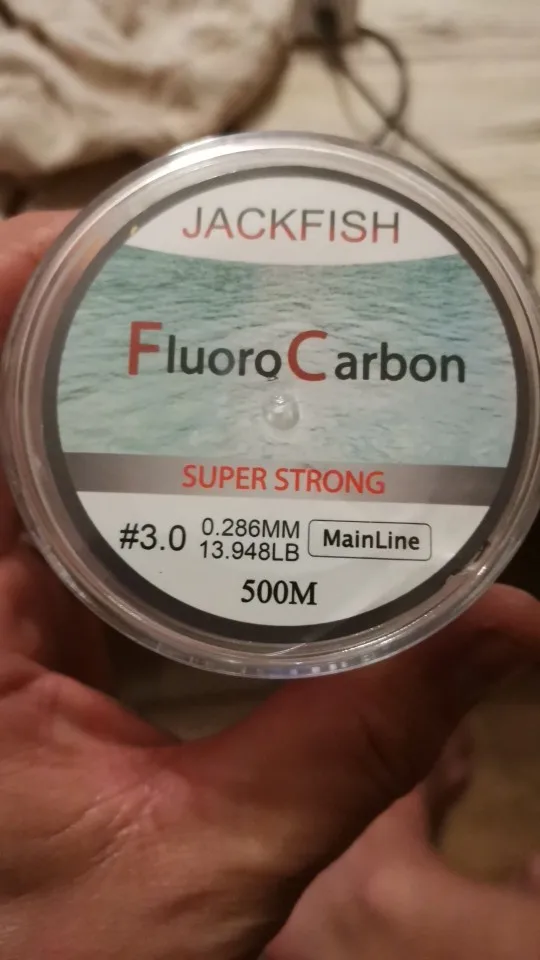 JACKFISH
FluoroCarbon
SUPER STRONG
#3.0 0.286MM MainLine
13.948LB
500M